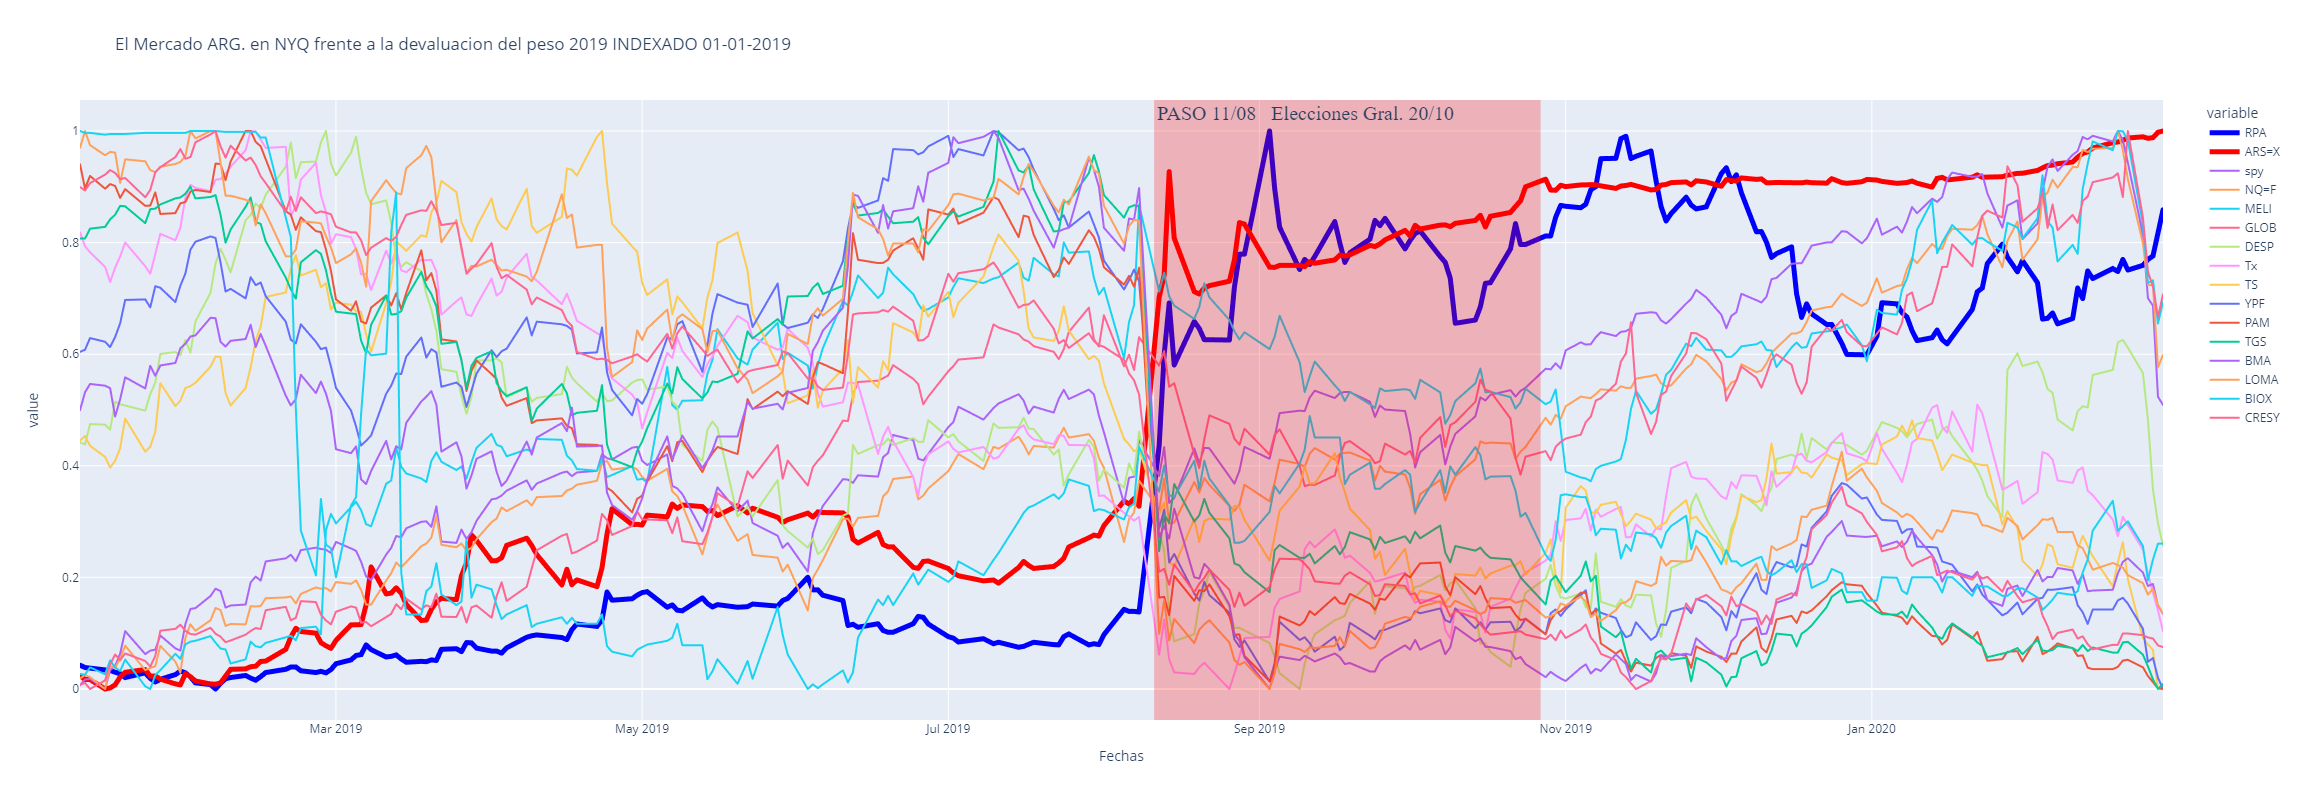 El Mercado ARG. en NYQ frente a la devaluacion del peso 2019 INDEXADO 01-01-2019
PASO 11/08 Elecciones Gral. 20/10
variable
RPA
ARS=X
spy
NQ=F
MELI
GLOB
DESP
Tx
TS
YPF
PAM
TGS
BMA
LOMA
BIOX
CRESY
value
1
0.8
0.6
0.4
0.2
0
Mar 2019
May 2019
Jul 2019
Sep 2019
Nov 2019
Jan 2020
Fechas